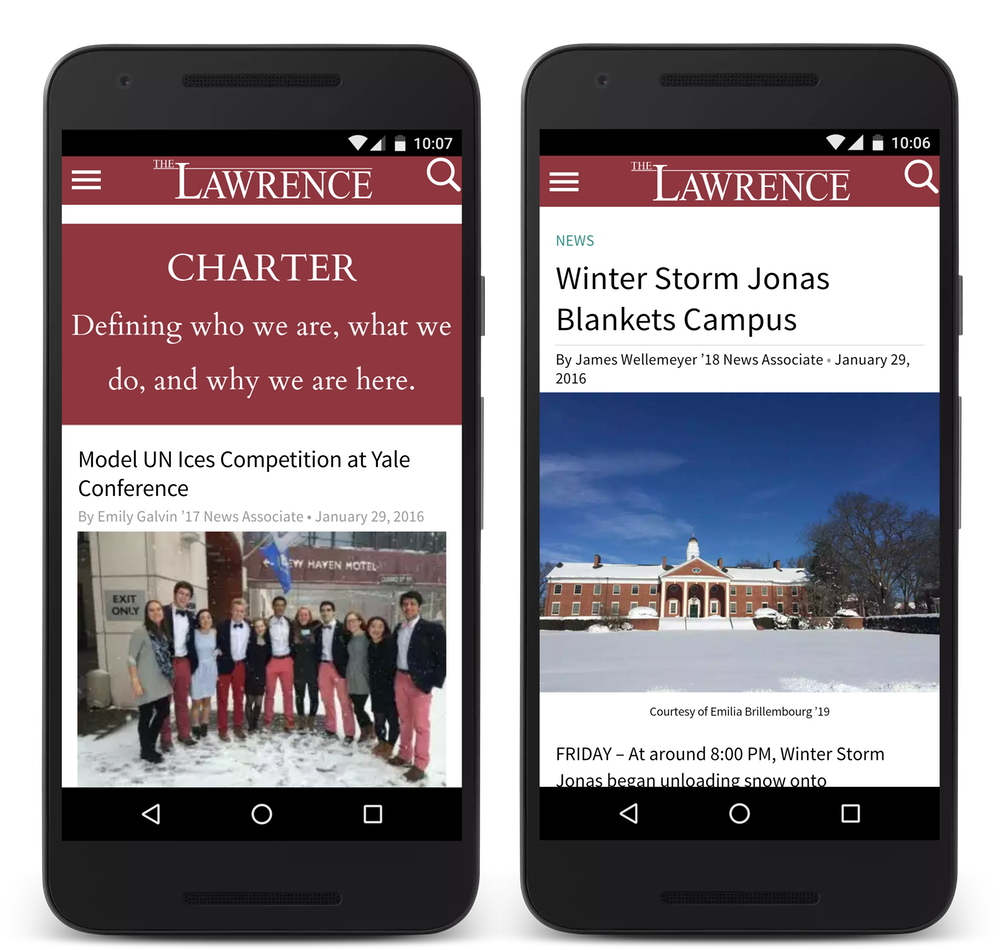 10:07
THE
LAWRENCE
CHARTER
Defining who we are, what we
do, and why we are here.
Model UN Ices Competition at Yale
Conference
By Emily Galvin ’17 News Associate • January 29, 2016
EW HAVEN HOTEL
EXIT
ONLY
10:06
THE
LAWRENCE
NEWS
Winter Storm Jonas
Blankets Campus
By James Wellemeyer ’18 News Associate • January 29,
2016
Courtesy of Emilia Brillembourg ’19
FRIDAY – At around 8:00 PM, Winter Storm
Jonas began unloading snow onto